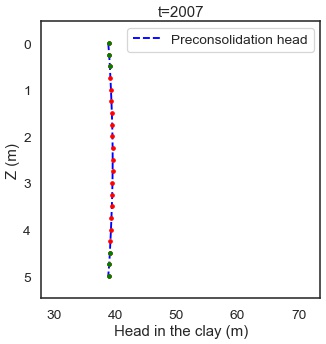 t=2007
Preconsolidation head
0
1
2
3
4
5
Z (m)
30 40 50 60 70
Head in the clay (m)